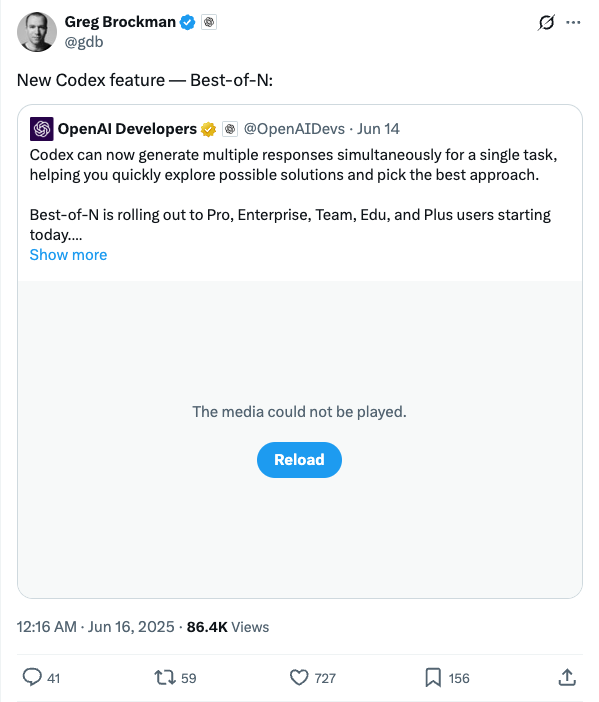 Greg Brockman
@gdb
New Codex feature — Best-of-N:
OpenAI Developers @OpenAIDevs · Jun 14
Codex can now generate multiple responses simultaneously for a single task,
helping you quickly explore possible solutions and pick the best approach.
Best-of-N is rolling out to Pro, Enterprise, Team, Edu, and Plus users starting
today....
Show more
The media could not be played.
Reload
12:16 AM · Jun 16, 2025 · 86.4K Views
41 59 727 156